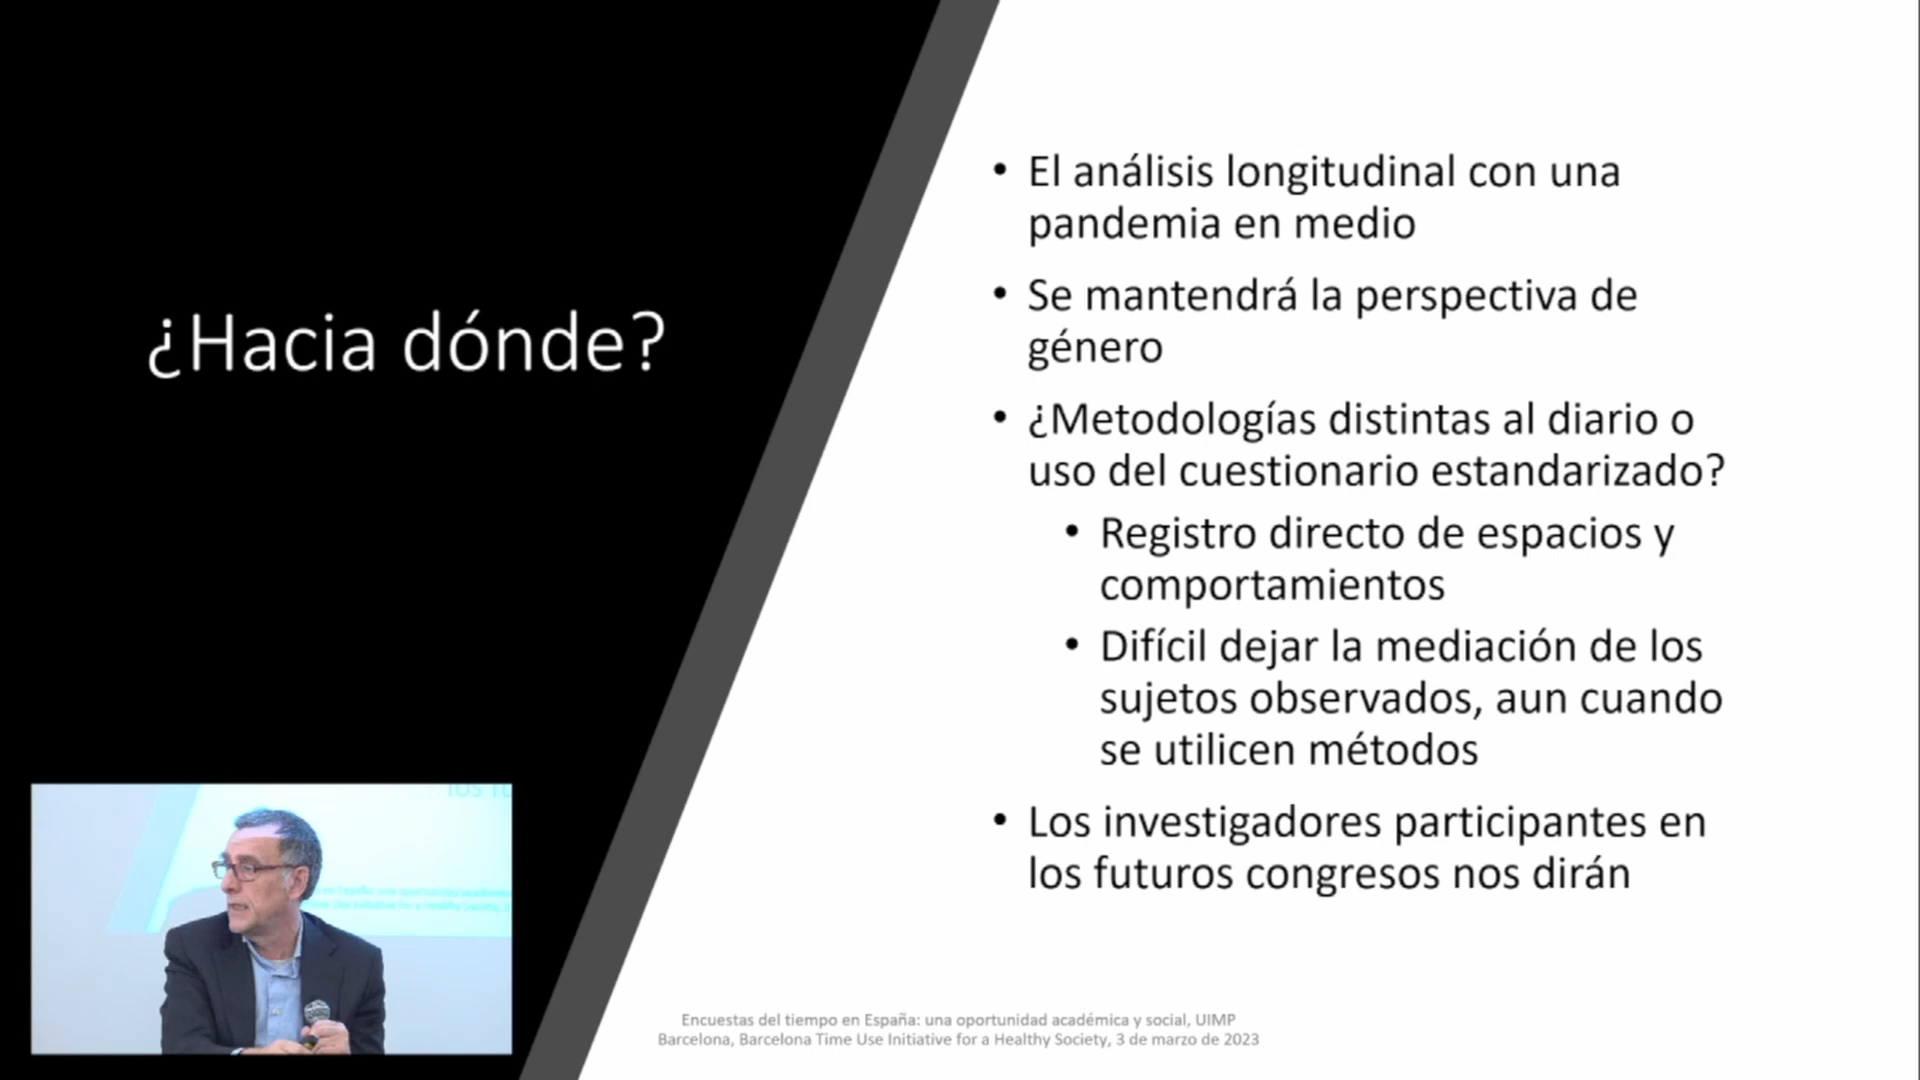 ¿Hacia dónde?
• El análisis longitudinal con una
pandemia en medio
• Se mantendrá la perspectiva de
género
• ¿Metodologías distintas al diario o
uso del cuestionario estandarizado?
• Registro directo de espacios y
comportamientos
• Difícil dejar la mediación de los
sujetos observados, aun cuando
se utilicen métodos
• Los investigadores participantes en
los futuros congresos nos dirán
Encuestas del tiempo en España: una oportunidad académica y social, UIMP
Barcelona, Barcelona Time Use Initiative for a Healthy Society, 3 de marzo de 2023